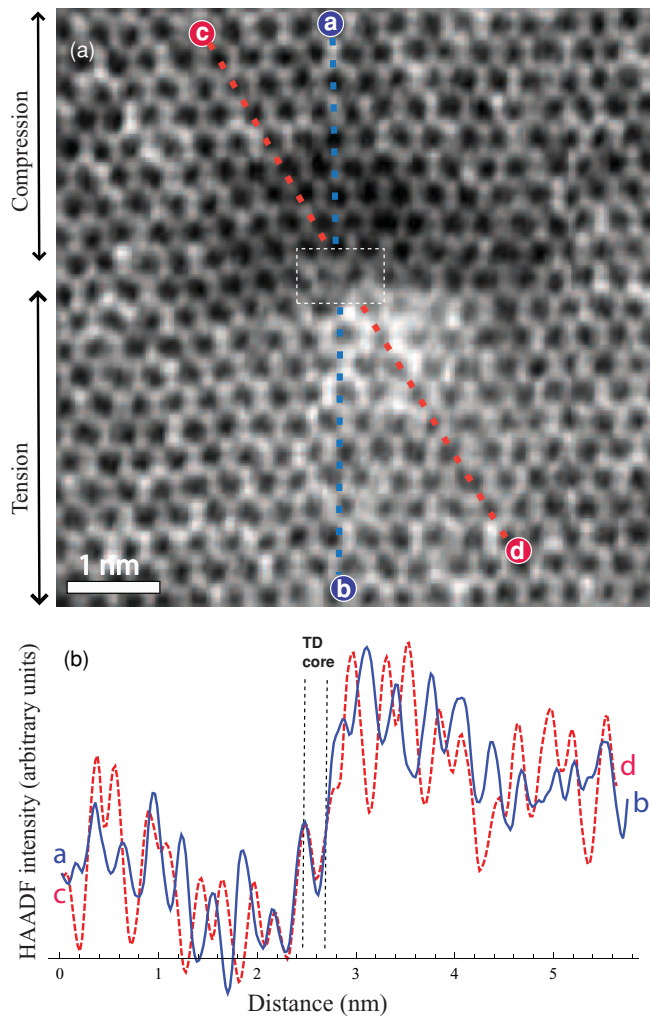 (a)
c
a
Compression
Tension
d
b
1 nm
(b)
TD
core
HAADF intensity (arbitrary units)
a
c
d
b
0 1 2 3 4 5
Distance (nm)